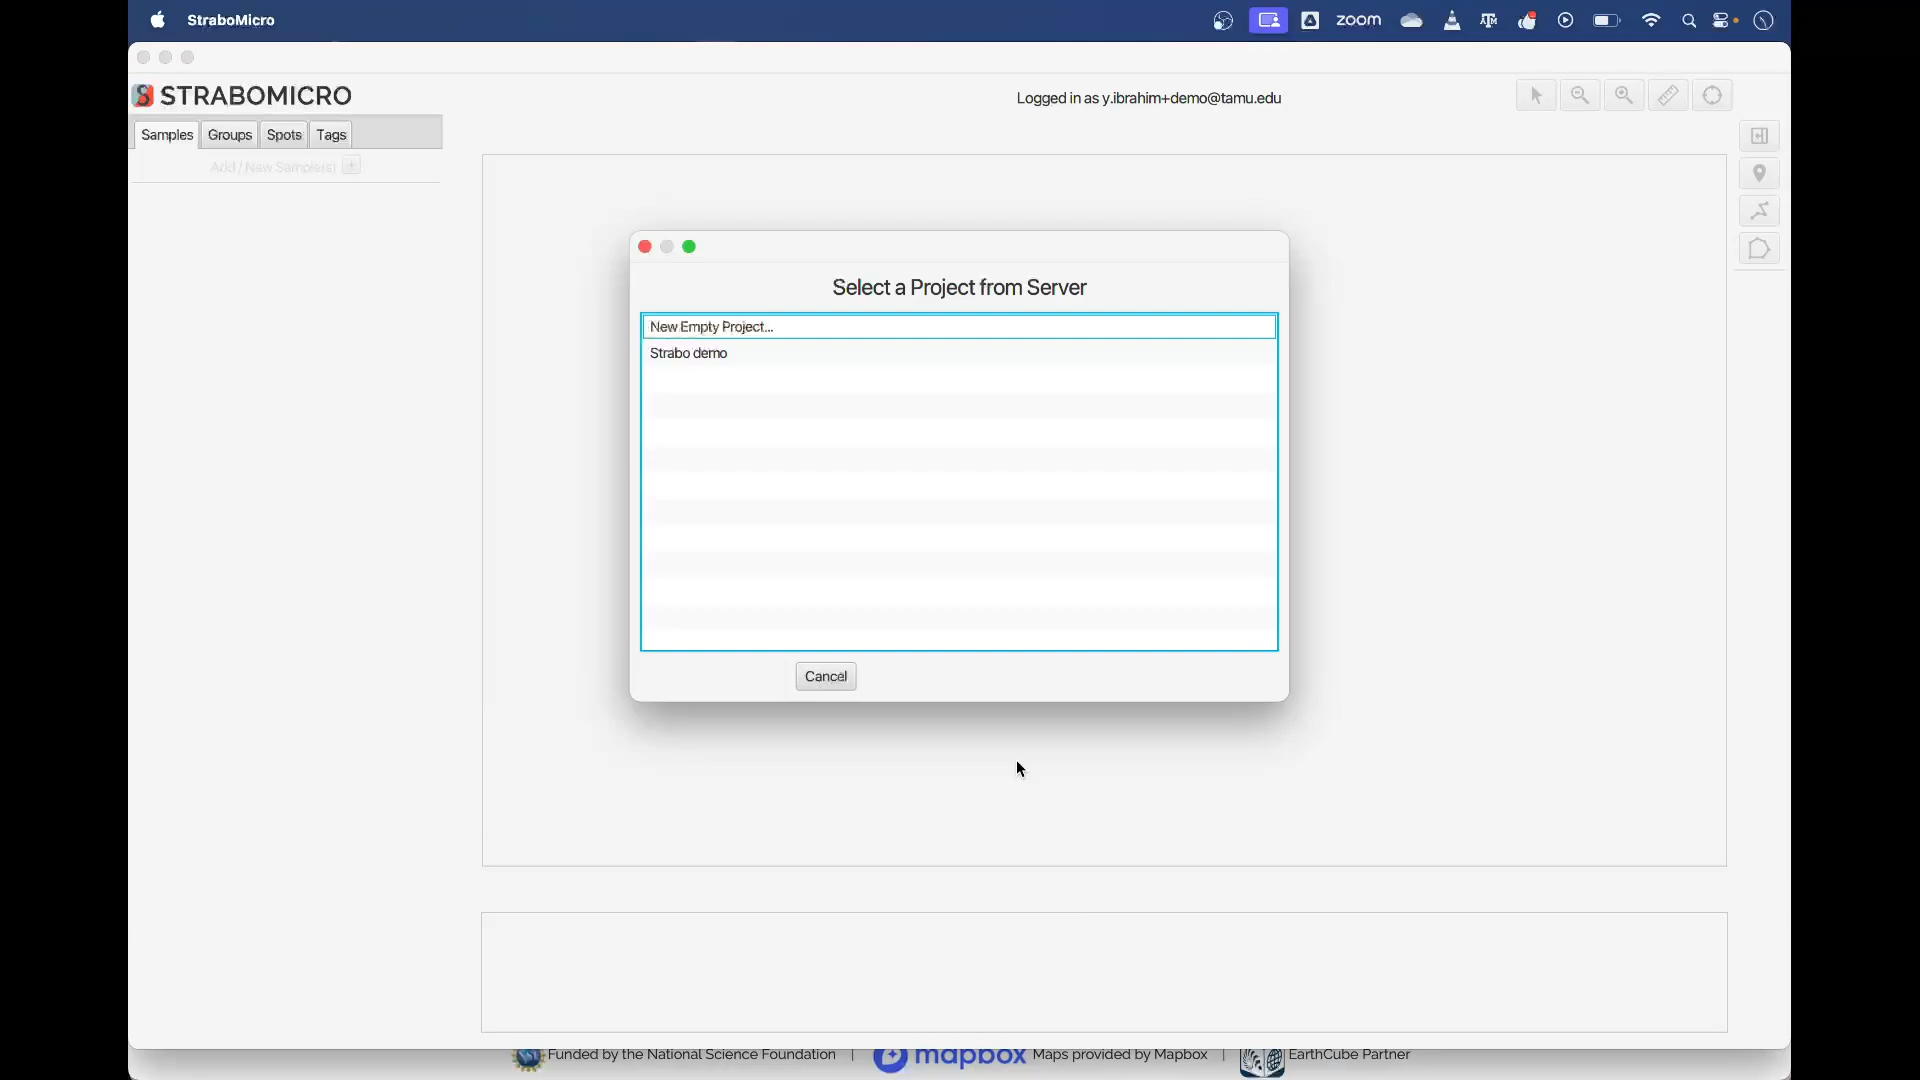 StraboMicro
zoom
STRABOMICRO
Logged in as y.ibrahim+demo@tamu.edu
Samples Groups Spots Tags
Add / New Sample(s) +
Select a Project from Server
New Empty Project...
Strabo demo
Cancel
Funded by the National Science Foundation | mapbox Maps provided by Mapbox | EarthCube Partner